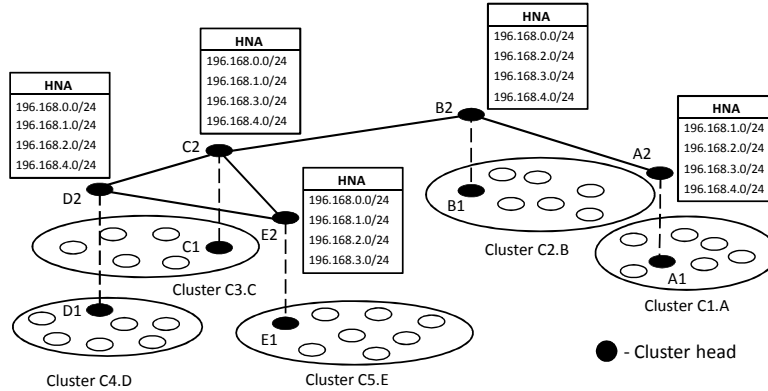 HNA
196.168.0.0/24
196.168.2.0/24
196.168.3.0/24
196.168.4.0/24
HNA
196.168.0.0/24
196.168.1.0/24
196.168.3.0/24
196.168.4.0/24
HNA
196.168.0.0/24
196.168.1.0/24
196.168.2.0/24
196.168.4.0/24
HNA
196.168.1.0/24
196.168.2.0/24
196.168.3.0/24
196.168.4.0/24
B2
C2
A2
D2
HNA
196.168.0.0/24
196.168.1.0/24
196.168.2.0/24
196.168.3.0/24
B1
E2
C1
Cluster C2.B
A1
Cluster C3.C
Cluster C1.A
D1
E1
- Cluster head
Cluster C4.D
Cluster C5.E